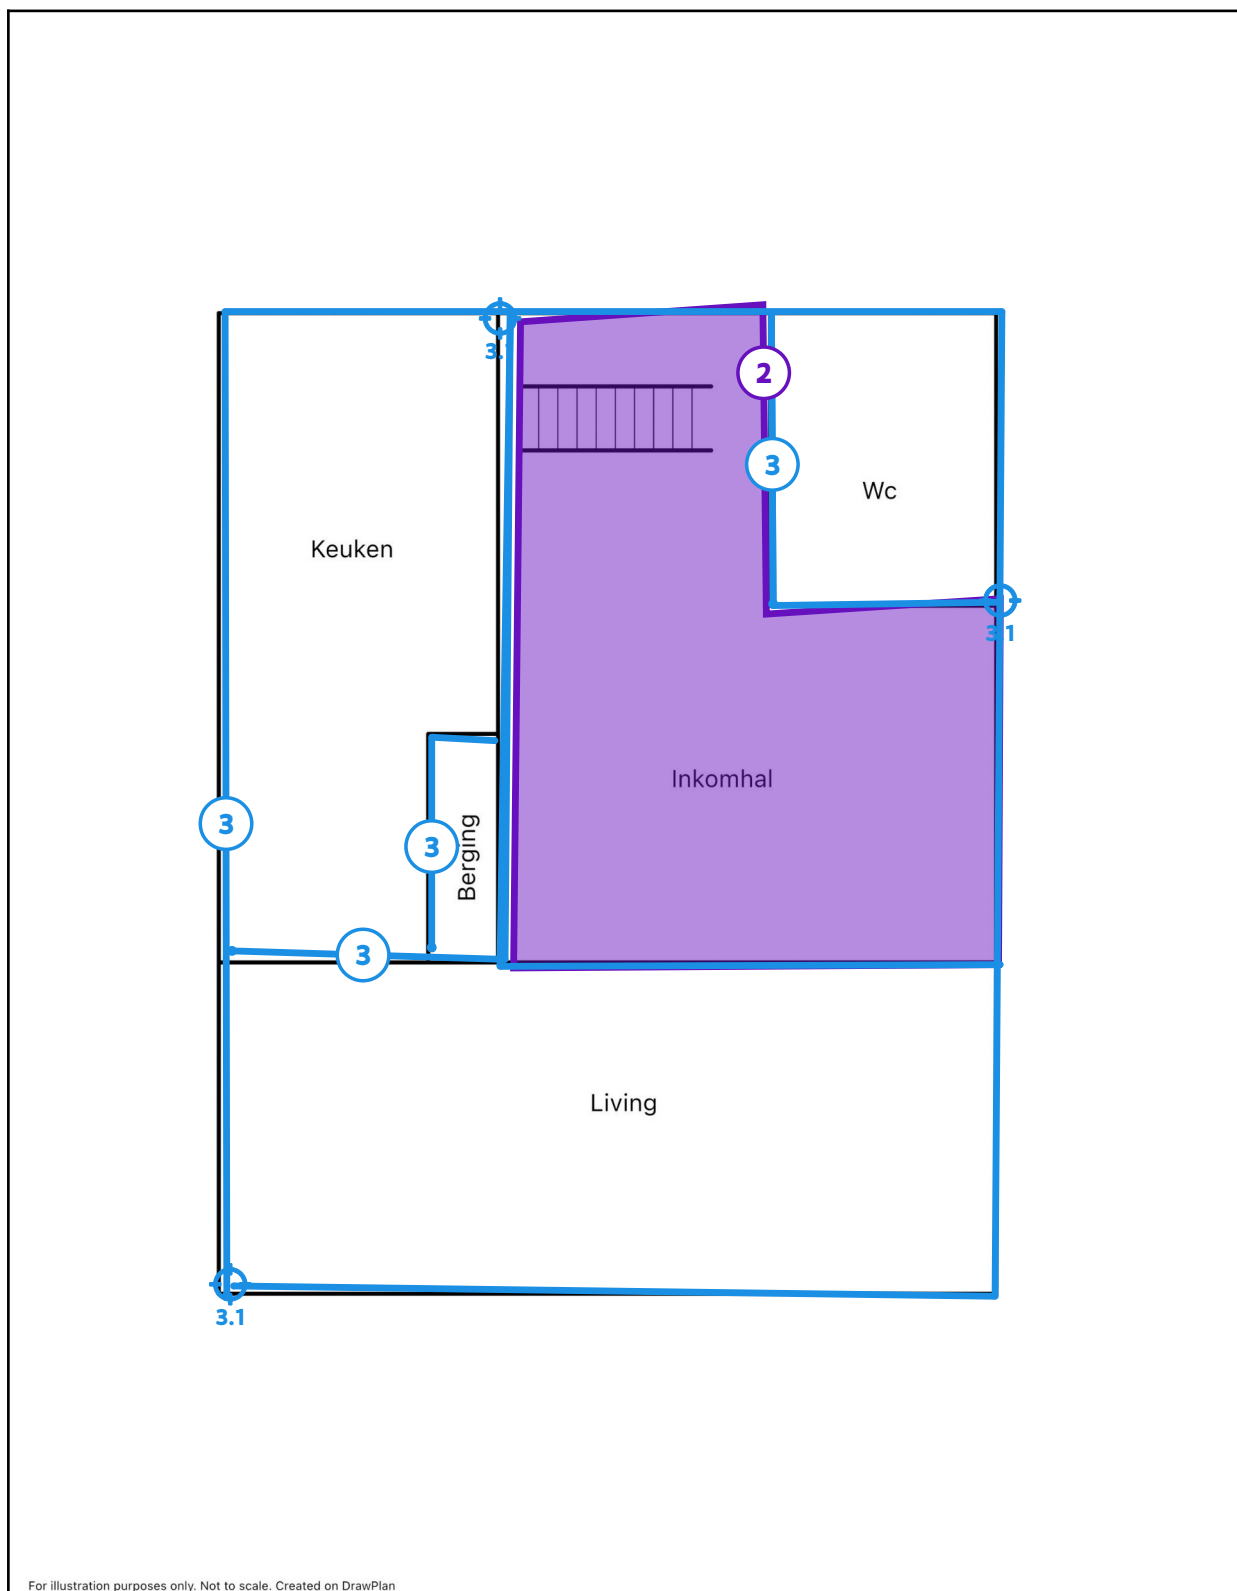 3.
2
3
Wc
Keuken
3.1
Inkomhal
3
3
Berging
3
Living
3.1
For illustration purposes only. Not to scale. Created on DrawPlan